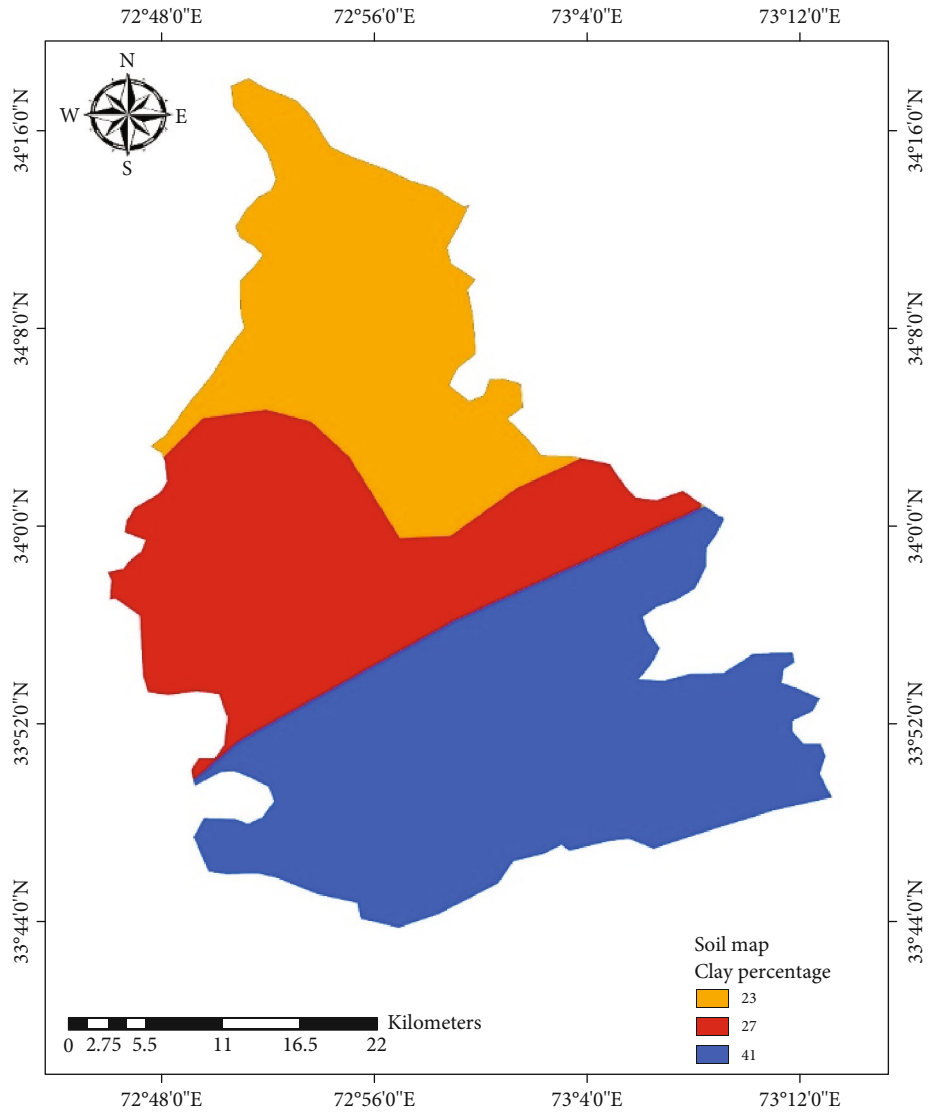 72°48'0"E 72°56'0"E 73°4'0"E 73°12'0"E
N
W E
S
34°16'0"N 34°16'0"N
34°8'0"N 34°8'0"N
34°0'0"N 34°0'0"N
33°52'0"N 33°52'0"N
33°44'0"N 33°44'0"N
Soil map
Clay percentage
23
27
41
Kilometers
0 2.75 5.5 11 16.5 22
72°48'0"E 72°56'0"E 73°4'0"E 73°12'0"E